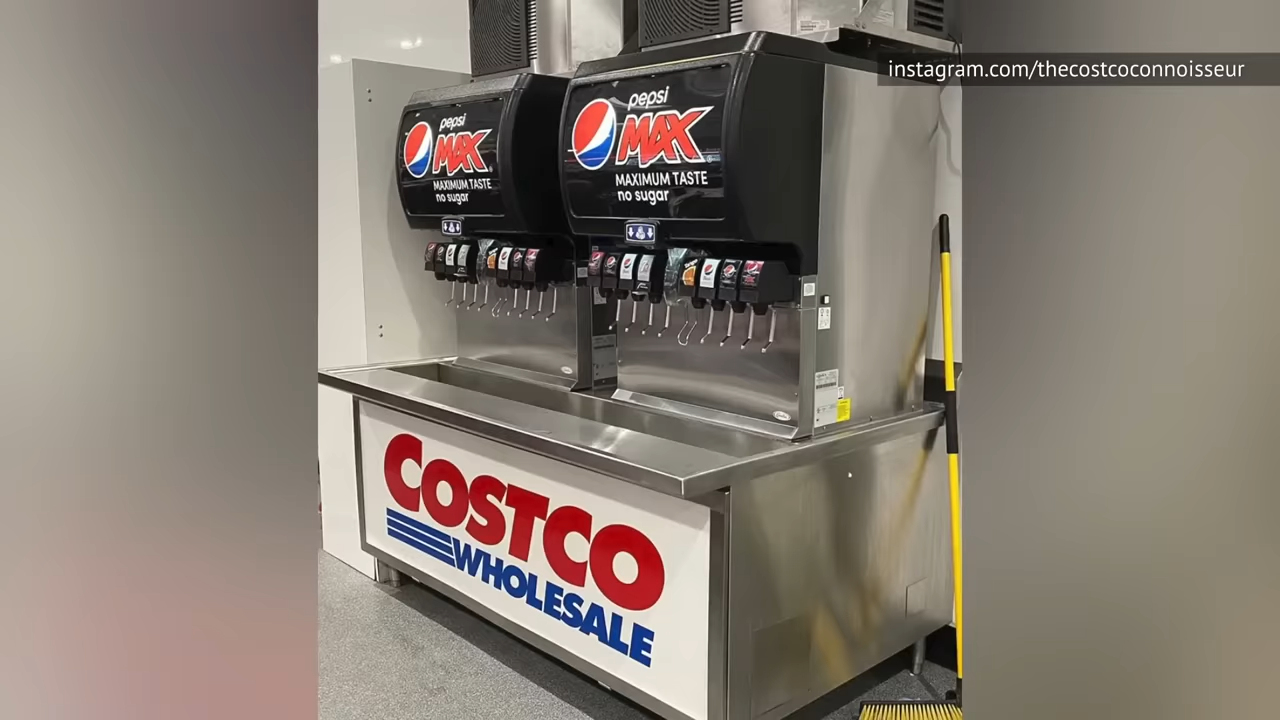 instagram.com/thecostcoconnoisseur
pepsi
MAX
MAXIMUM TASTE
no sugar
pepsi
MAX
MAXIMUM TASTE
no sugar
COSTCO
WHOLESALE